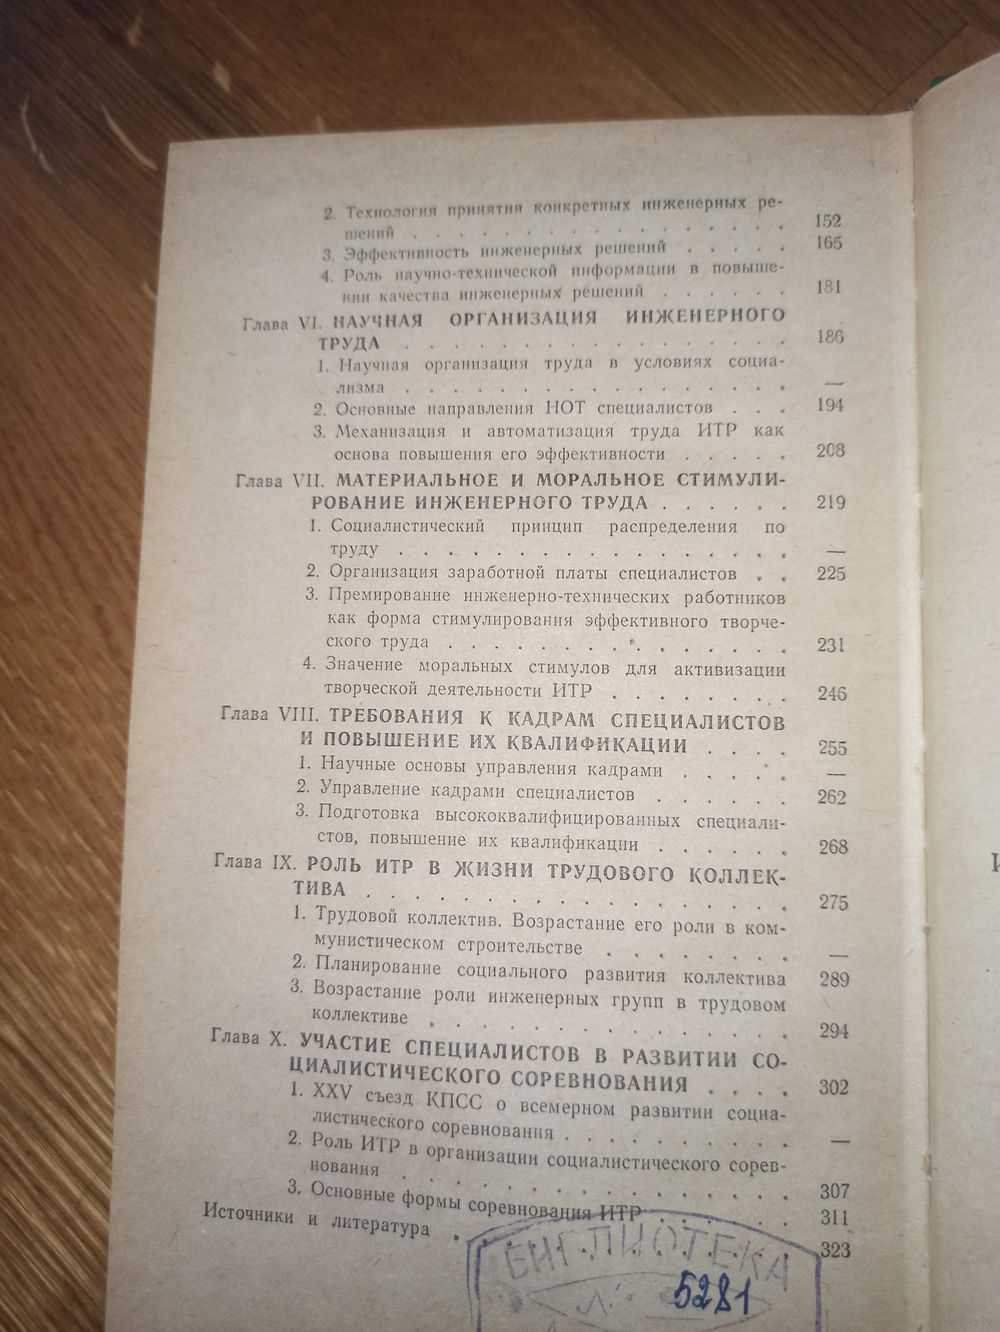 2. Технология принятия конкретных инженерных ре-
шений . . . . . . . . . . . . . . . . 152
3. Эффективность инженерных решений . . . . . 165
4. Роль научно-технической информации в повыше-
нии качества инженерных решений . . . . . . 181
Глава VI. НАУЧНАЯ ОРГАНИЗАЦИЯ ИНЖЕНЕРНОГО
ТРУДА . . . . . . . . . . . . . . . . 186
1. Научная организация труда в условиях социа-
лизма . . . . . . . . . . . . . . . . —
2. Основные направления НОТ специалистов . . . 194
3. Механизация и автоматизация труда ИТР как
основа повышения его эффективности . . . . . 208
Глава VII. МАТЕРИАЛЬНОЕ И МОРАЛЬНОЕ СТИМУЛИ-
РОВАНИЕ ИНЖЕНЕРНОГО ТРУДА . . . . . . 219
1. Социалистический принцип распределения по
труду . . . . . . . . . . . . . . . . —
2. Организация заработной платы специалистов . . 225
3. Премирование инженерно-технических работников
как форма стимулирования эффективного творче-
ского труда . . . . . . . . . . . . . . 231
4. Значение моральных стимулов для активизации
творческой деятельности ИТР . . . . . . . 246
Глава VIII. ТРЕБОВАНИЯ К КАДРАМ СПЕЦИАЛИСТОВ
И ПОВЫШЕНИЕ ИХ КВАЛИФИКАЦИИ . . . . 255
1. Научные основы управления кадрами . . . . . —
2. Управление кадрами специалистов . . . . . . 262
3. Подготовка высококвалифицированных специали-
стов, повышение их квалификации . . . . . . 268
Глава IX. РОЛЬ ИТР В ЖИЗНИ ТРУДОВОГО КОЛЛЕК-
ТИВА . . . . . . . . . . . . . . . . 275
1. Трудовой коллектив. Возрастание его роли в ком-
мунистическом строительстве . . . . . . . —
2. Планирование социального развития коллектива 289
3. Возрастание роли инженерных групп в трудовом
коллективе . . . . . . . . . . . . . . 294
Глава X. УЧАСТИЕ СПЕЦИАЛИСТОВ В РАЗВИТИИ СО-
ЦИАЛИСТИЧЕСКОГО СОРЕВНОВАНИЯ . . . . 302
1. XXV съезд КПСС о всемерном развитии социа-
листического соревнования . . . . . . . . . —
2. Роль ИТР в организации социалистического сорев-
нования . . . . . . . . . . . . . . . 307
3. Основные формы соревнования ИТР . . . . . . 311
Источники и литература . . . . . . . . . . . . 323
БИБЛИОТЕКА
5281